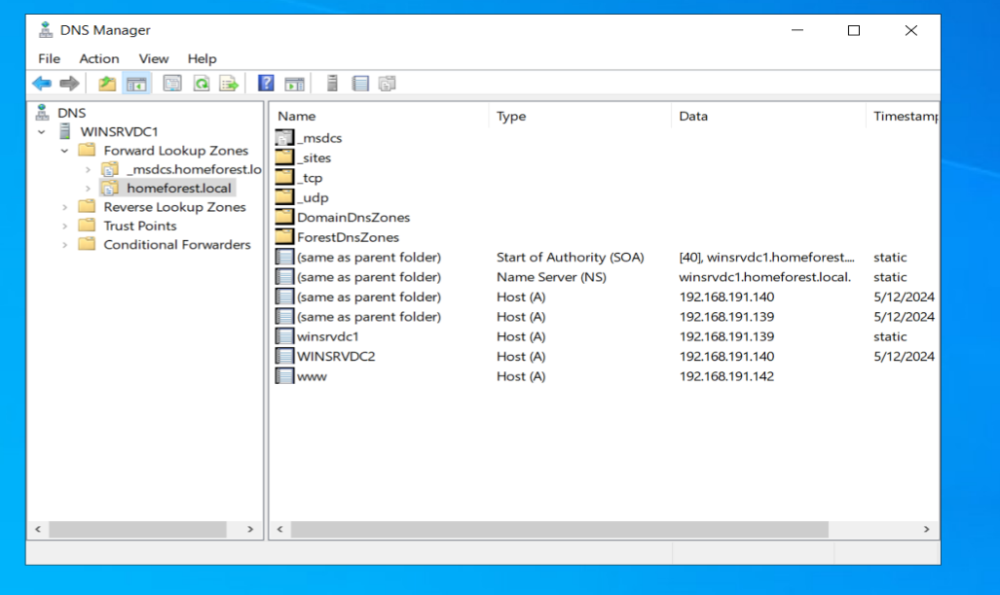 DNS Manager
File Action View Help
DNS
WINSRVDC1
Forward Lookup Zones
_msdcs.homeforest.lo
homeforest.local
Reverse Lookup Zones
Trust Points
Conditional Forwarders
Name Type Data Timestamp
_msdcs
_sites
_tcp
_udp
DomainDnsZones
ForestDnsZones
(same as parent folder) Start of Authority (SOA) [40], winsrvdc1.homeforest.... static
(same as parent folder) Name Server (NS) winsrvdc1.homeforest.local. static
(same as parent folder) Host (A) 192.168.191.140 5/12/2024
(same as parent folder) Host (A) 192.168.191.139 5/12/2024
winsrvdc1 Host (A) 192.168.191.139 static
WINSRVDC2 Host (A) 192.168.191.140 5/12/2024
www Host (A) 192.168.191.142